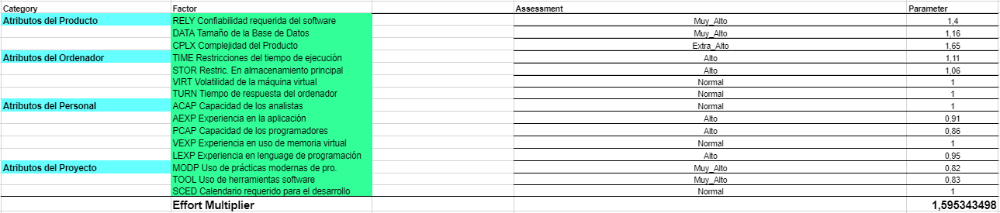 Category Factor Assessment Parameter
Atributos del Producto RELY Confiabilidad requerida del software Muy_Alto 1,4
DATA Tamaño de la Base de Datos Muy_Alto 1,16
CPLX Complejidad del Producto Extra_Alto 1,65
Atributos del Ordenador TIME Restricciones del tiempo de ejecución Alto 1,11
STOR Restric. En almacenamiento principal Alto 1,06
VIRT Volatilidad de la máquina virtual Normal 1
TURN Tiempo de respuesta del ordenador Normal 1
Atributos del Personal ACAP Capacidad de los analistas Normal 1
AEXP Experiencia en la aplicación Alto 0,91
PCAP Capacidad de los programadores Alto 0,86
VEXP Experiencia en uso de memoria virtual Normal 1
LEXP Experiencia en lenguage de programación Alto 0,95
Atributos del Proyecto MODP Uso de prácticas modernas de pro. Muy_Alto 0,82
TOOL Uso de herramientas software Muy_Alto 0,83
SCED Calendario requerido para el desarrollo Normal 1
Effort Multiplier 1,595343498